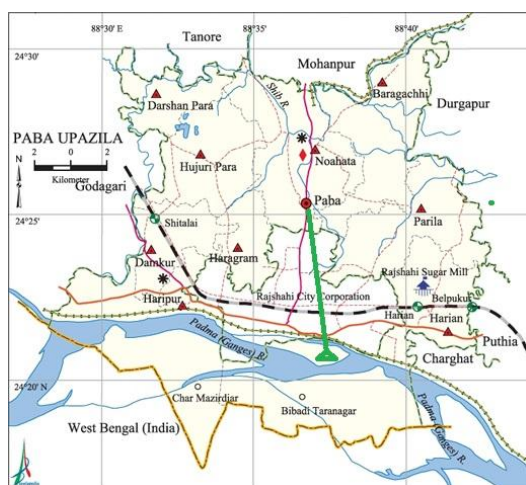 88°30' E
88°35'
88°40'
Tanore
Mohanpur
24°30'
Shib R.
Baragachhi
Darshan Para
Durgapur
PABA UPAZILA
2 0 2
Kilometer
N
Noahata
Hujuri Para
Godagari
Paba
24°25'
Shitalai
Parila
Damkur
Haragram
Rajshahi Sugar Mill
Haripur
Rajshahi City Corporation
Belpukur
Harian
Harian
Puthia
Padma (Ganges) R.
Charghat
24°20'
Char Mazirdiar
Bibadi Taranagar
Padma (Ganges) R.
West Bengal (India)